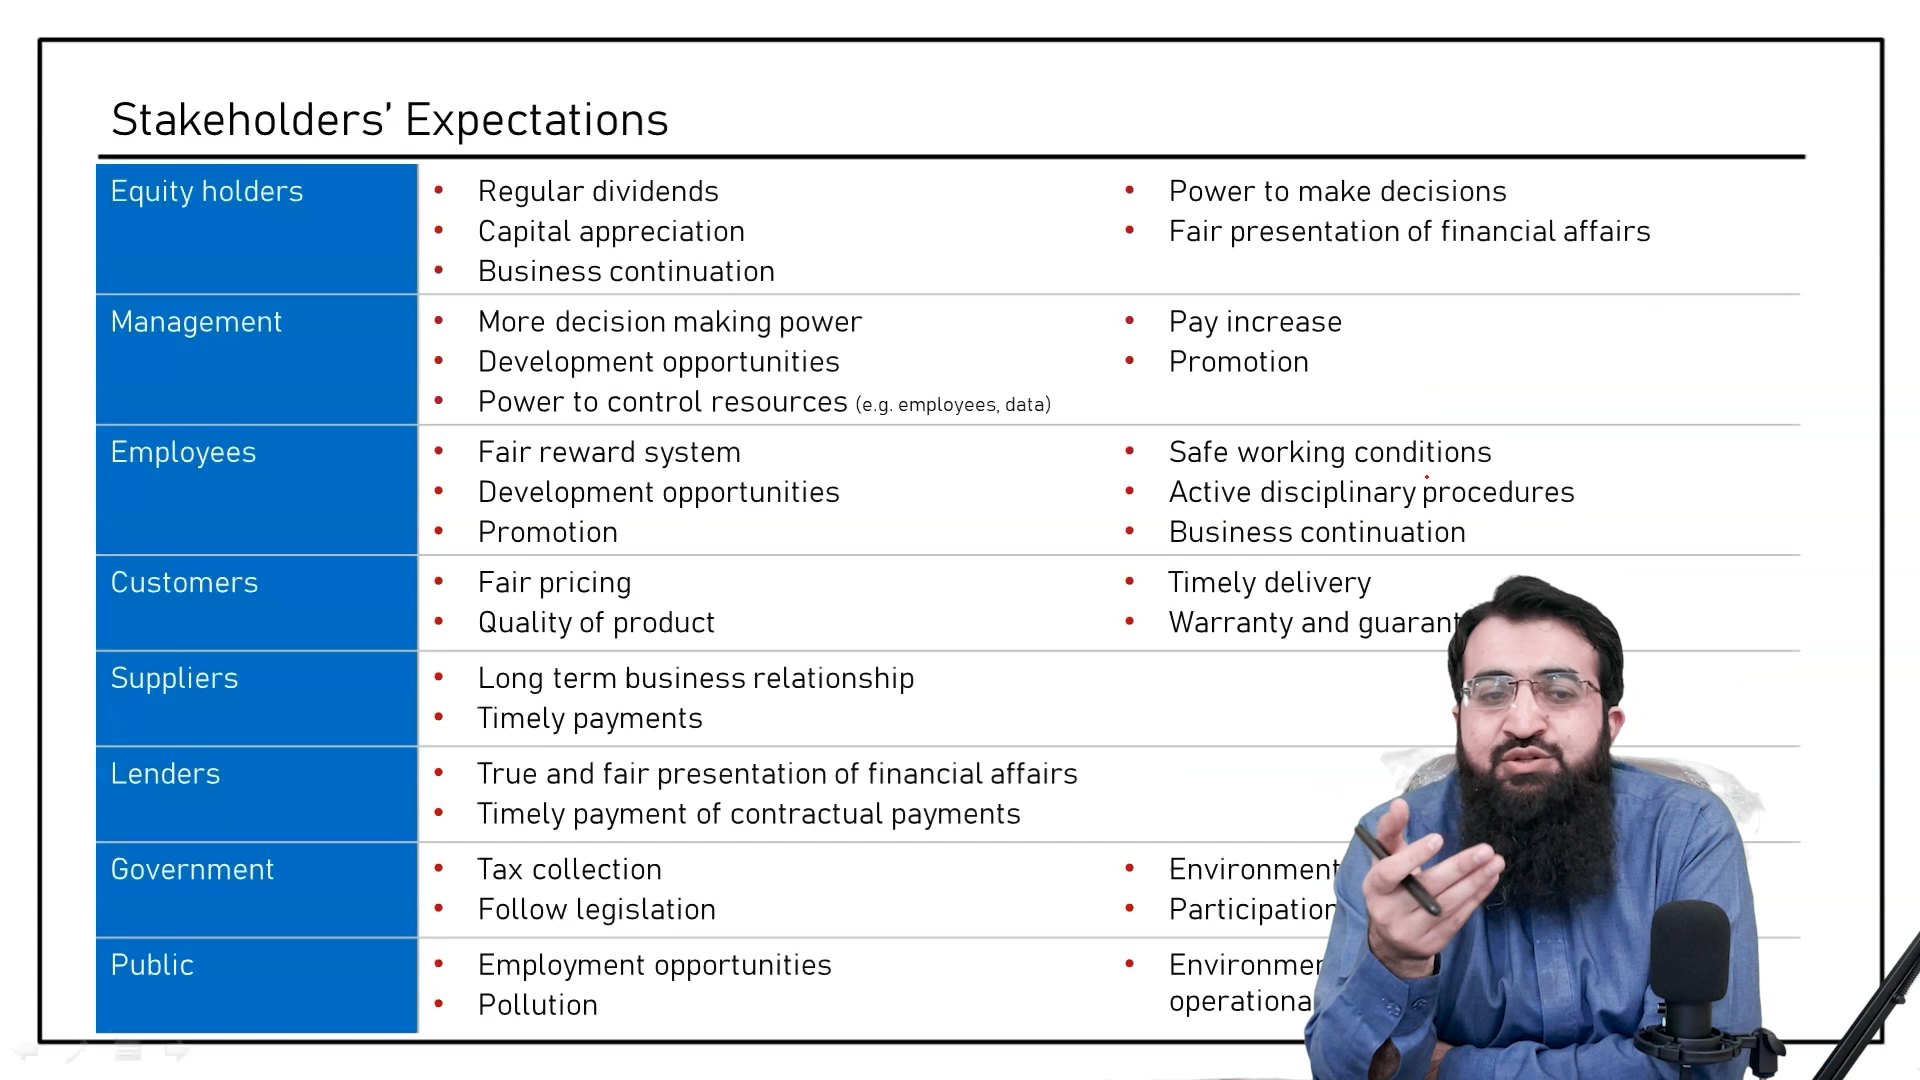 Stakeholders’ Expectations
Equity holders
• Regular dividends
• Capital appreciation
• Business continuation
• Power to make decisions
• Fair presentation of financial affairs
Management
• More decision making power
• Development opportunities
• Power to control resources (e.g. employees, data)
• Pay increase
• Promotion
Employees
• Fair reward system
• Development opportunities
• Promotion
• Safe working conditions
• Active disciplinary procedures
• Business continuation
Customers
• Fair pricing
• Quality of product
• Timely delivery
• Warranty and
Suppliers
• Long term business relationship
• Timely payments
Lenders
• True and fair presentation of financial affairs
• Timely payment of contractual payments
Government
• Tax collection
• Follow legislation
• Environment
•
Public
• Employment opportunities
• Pollution
•